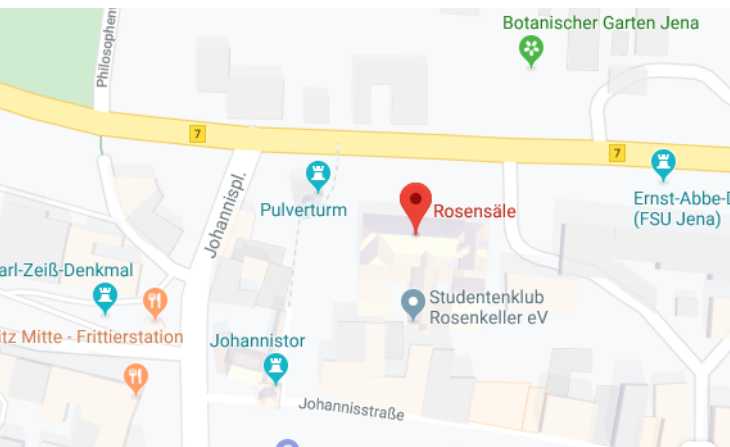 Botanischer Garten Jena
Philosophen
7
7
Johannispl.
Pulverturm
Rosensäle
Ernst-Abbe-D
(FSU Jena)
arl-Zeiß-Denkmal
Studentenklub
Rosenkeller eV
itz Mitte - Frittierstation
Johannistor
Johannisstraße